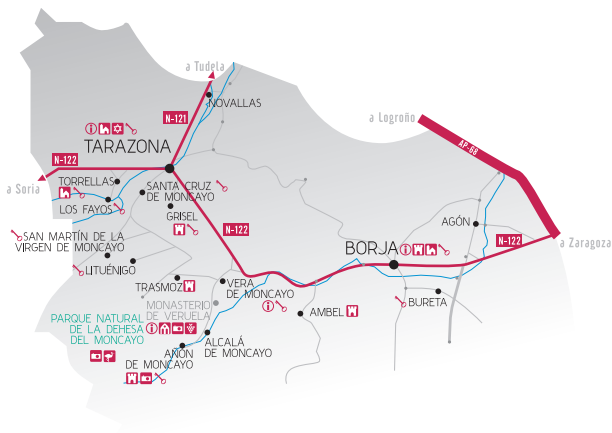 a Tudela
N-121
NOVALLAS
a Logroño
AP-68
TARAZONA
N-122
a Soria
TORRELLAS
LOS FAYOS
SANTA CRUZ
DE MONCAYO
GRISEL
N-122
AGÓN
N-122
a Zaragoza
BORJA
SAN MARTÍN DE LA
VIRGEN DE MONCAYO
LITUÉNIGO
TRASMOZ
VERA
DE MONCAYO
MONASTERIO
DE VERUELA
AMBEL
BURETA
PARQUE NATURAL
DE LA DEHESA
DEL MONCAYO
ALCALÁ
DE MONCAYO
AÑÓN
DE MONCAYO